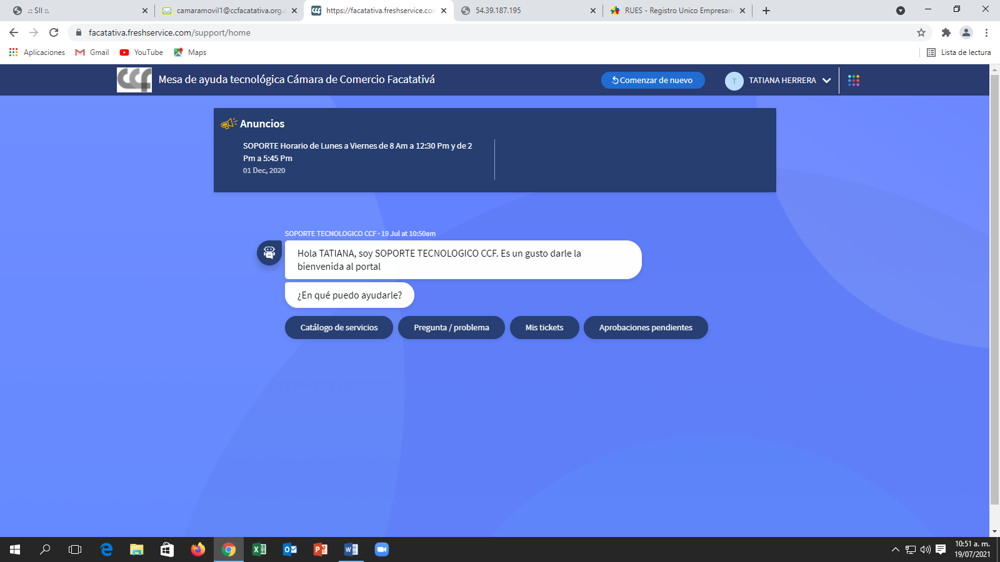 .:: SII ::.
camaramovil1@ccfacatativa.org.c
https://facatativa.freshservice.con
54.39.187.195
RUES - Registro Unico Empresari
facatativa.freshservice.com/support/home
Aplicaciones
Gmail
YouTube
Maps
Lista de lectura
ccf
Mesa de ayuda tecnológica Cámara de Comercio Facatativá
Comenzar de nuevo
T
TATIANA HERRERA
Anuncios
SOPORTE Horario de Lunes a Viernes de 8 Am a 12:30 Pm y de 2
Pm a 5:45 Pm
01 Dec, 2020
SOPORTE TECNOLOGICO CCF · 19 Jul at 10:50am
Hola TATIANA, soy SOPORTE TECNOLOGICO CCF. Es un gusto darle la
bienvenida al portal
¿En qué puedo ayudarle?
Catálogo de servicios
Pregunta / problema
Mis tickets
Aprobaciones pendientes
10:51 a. m.
19/07/2021